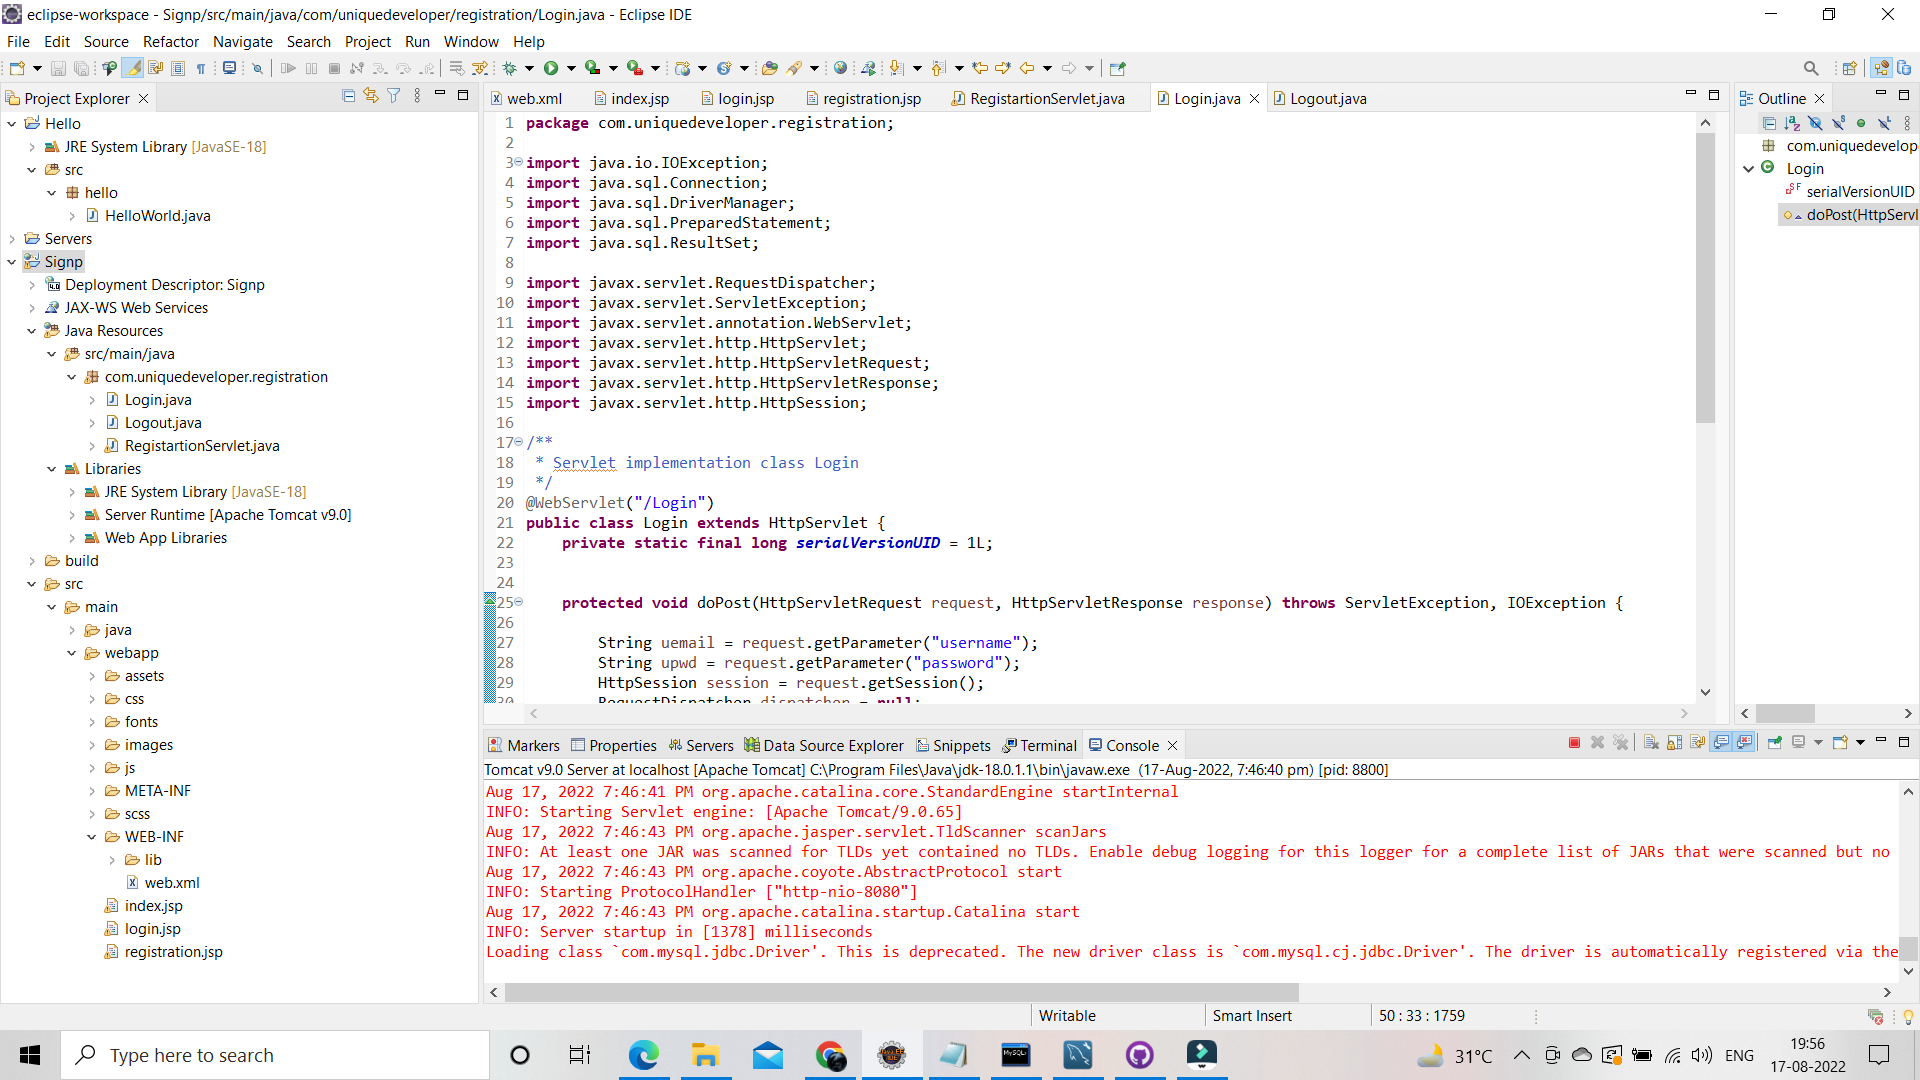 eclipse-workspace - Signp/src/main/java/com/uniquedeveloper/registration/Login.java - Eclipse IDE
File Edit Source Refactor Navigate Search Project Run Window Help
Project Explorer
Hello
JRE System Library [JavaSE-18]
src
hello
HelloWorld.java
Servers
Signp
Deployment Descriptor: Signp
JAX-WS Web Services
Java Resources
src/main/java
com.uniquedeveloper.registration
Login.java
Logout.java
RegistartionServlet.java
Libraries
JRE System Library [JavaSE-18]
Server Runtime [Apache Tomcat v9.0]
Web App Libraries
build
src
main
java
webapp
assets
css
fonts
images
js
META-INF
scss
WEB-INF
lib
web.xml
index.jsp
login.jsp
registration.jsp
web.xml index.jsp login.jsp registration.jsp RegistartionServlet.java Login.java Logout.java
1 package com.uniquedeveloper.registration;
2
3 import java.io.IOException;
4 import java.sql.Connection;
5 import java.sql.DriverManager;
6 import java.sql.PreparedStatement;
7 import java.sql.ResultSet;
8
9 import javax.servlet.RequestDispatcher;
10 import javax.servlet.ServletException;
11 import javax.servlet.annotation.WebServlet;
12 import javax.servlet.http.HttpServlet;
13 import javax.servlet.http.HttpServletRequest;
14 import javax.servlet.http.HttpServletResponse;
15 import javax.servlet.http.HttpSession;
16
17 /**
18 * Servlet implementation class Login
19 */
20 @WebServlet("/Login")
21 public class Login extends HttpServlet {
22 private static final long serialVersionUID = 1L;
23
24
25 protected void doPost(HttpServletRequest request, HttpServletResponse response) throws ServletException, IOException {
26
27 String uemail = request.getParameter("username");
28 String upwd = request.getParameter("password");
29 HttpSession session = request.getSession();
30 RequestDispatcher dispatcher = null;
Outline
com.uniquedevelop
Login
serialVersionUID
doPost(HttpServl
Markers Properties Servers Data Source Explorer Snippets Terminal Console
Tomcat v9.0 Server at localhost [Apache Tomcat] C:\Program Files\Java\jdk-18.0.1.1\bin\javaw.exe (17-Aug-2022, 7:46:40 pm) [pid: 8800]
Aug 17, 2022 7:46:41 PM org.apache.catalina.core.StandardEngine startInternal
INFO: Starting Servlet engine: [Apache Tomcat/9.0.65]
Aug 17, 2022 7:46:43 PM org.apache.jasper.servlet.TldScanner scanJars
INFO: At least one JAR was scanned for TLDs yet contained no TLDs. Enable debug logging for this logger for a complete list of JARs that were scanned but no
Aug 17, 2022 7:46:43 PM org.apache.coyote.AbstractProtocol start
INFO: Starting ProtocolHandler ["http-nio-8080"]
Aug 17, 2022 7:46:43 PM org.apache.catalina.startup.Catalina start
INFO: Server startup in [1378] milliseconds
Loading class `com.mysql.jdbc.Driver'. This is deprecated. The new driver class is `com.mysql.cj.jdbc.Driver'. The driver is automatically registered via the
Writable Smart Insert 50 : 33 : 1759
Type here to search
31°C ENG
19:56
17-08-2022